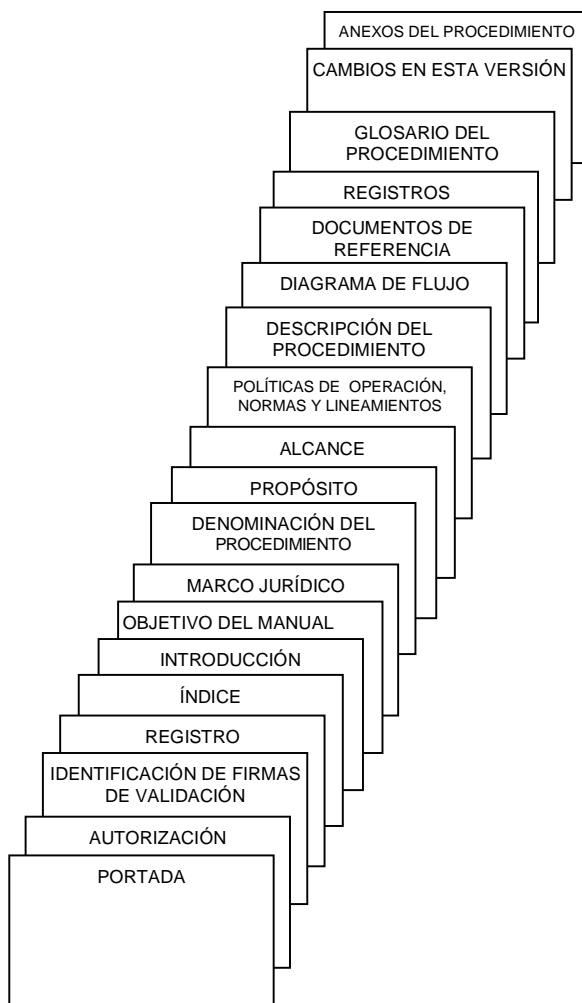 ANEXOS DEL PROCEDIMIENTO
CAMBIOS EN ESTA VERSIÓN
GLOSARIO DEL
PROCEDIMIENTO
REGISTROS
DOCUMENTOS DE
REFERENCIA
DIAGRAMA DE FLUJO
DESCRIPCIÓN DEL
PROCEDIMIENTO
POLÍTICAS DE OPERACIÓN,
NORMAS Y LINEAMIENTOS
ALCANCE
PROPÓSITO
DENOMINACIÓN DEL
PROCEDIMIENTO
MARCO JURÍDICO
OBJETIVO DEL MANUAL
INTRODUCCIÓN
ÍNDICE
REGISTRO
IDENTIFICACIÓN DE FIRMAS
DE VALIDACIÓN
AUTORIZACIÓN
PORTADA